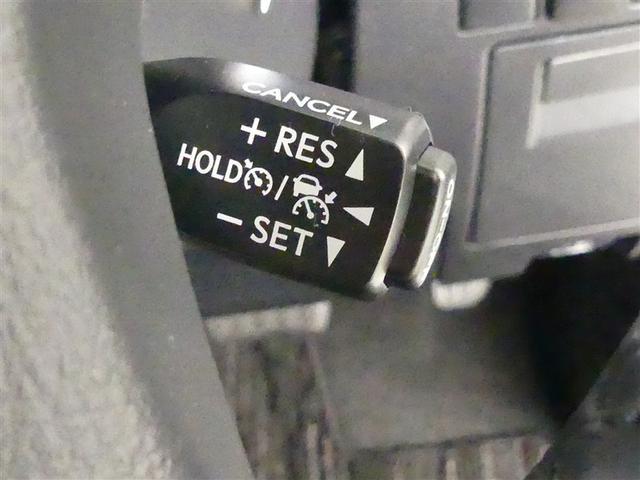 CANCEL▼
+ RES ▲
HOLD /
− SET ▼